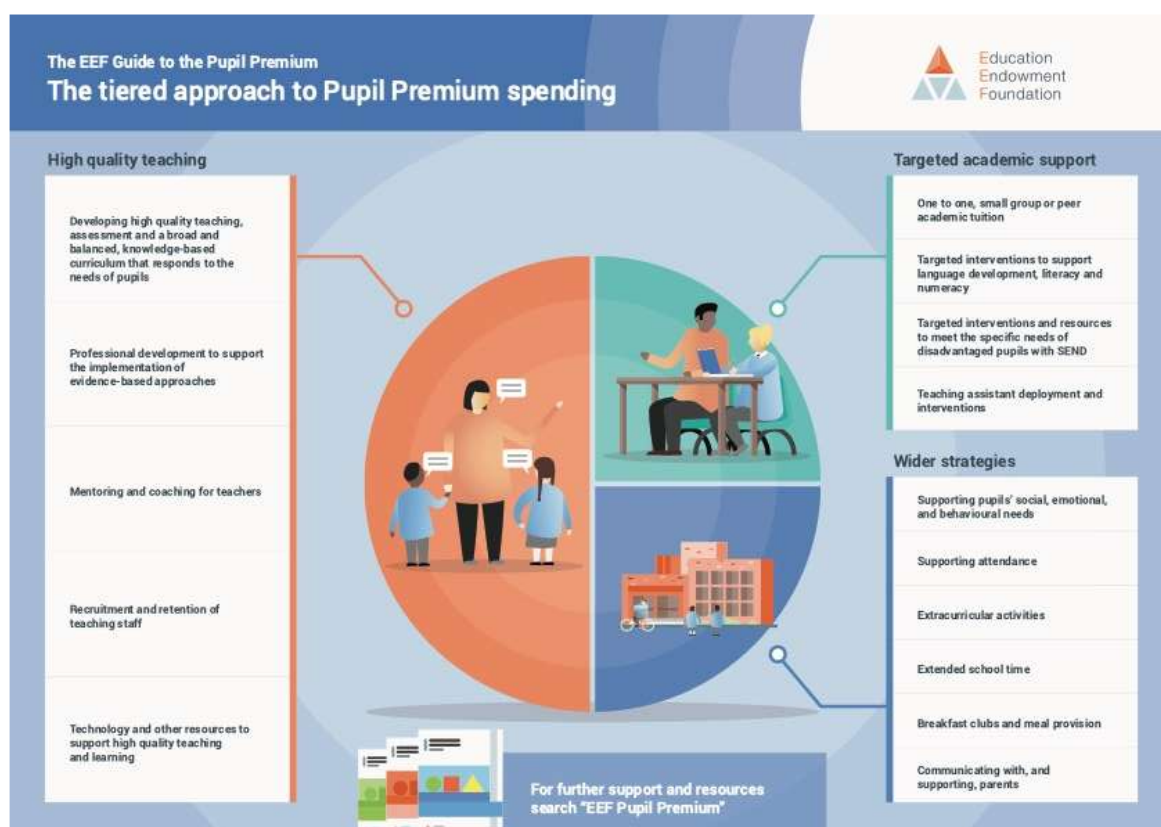 The EEF Guide to the Pupil Premium
The tiered approach to Pupil Premium spending
Education
Endowment
Foundation
High quality teaching
Developing high quality teaching,
assessment and a broad and
balanced, knowledge-based
curriculum that responds to the
needs of pupils
Professional development to support
the implementation of
evidence-based approaches
Mentoring and coaching for teachers
Recruitment and retention of
teaching staff
Technology and other resources to
support high quality teaching
and learning
Targeted academic support
One to one, small group or peer
academic tuition
Targeted interventions to support
language development, literacy and
numeracy
Targeted interventions and resources
to meet the specific needs of
disadvantaged pupils with SEND
Teaching assistant deployment and
interventions
Wider strategies
Supporting pupils' social, emotional,
and behavioural needs
Supporting attendance
Extracurricular activities
Extended school time
Breakfast clubs and meal provision
Communicating with, and
supporting, parents
For further support and resources
search “EEF Pupil Premium”